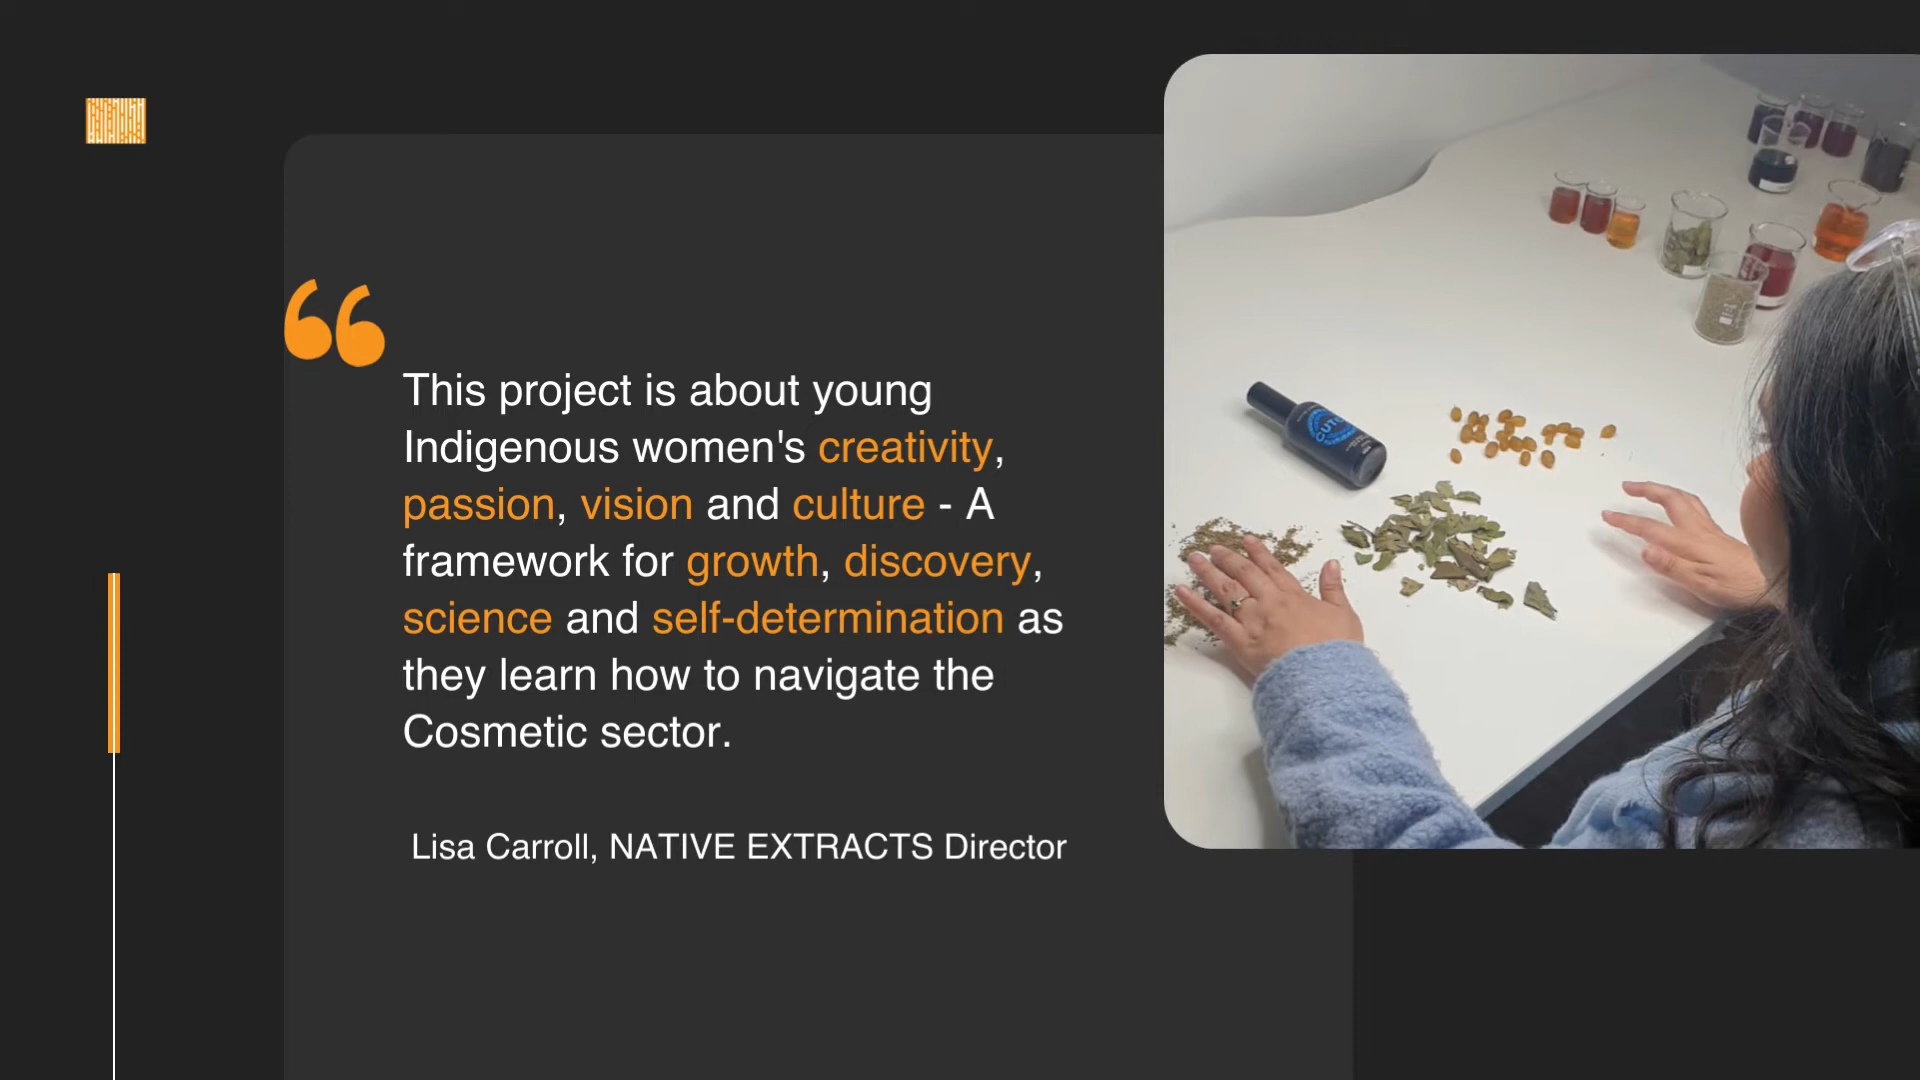 This project is about young
Indigenous women's creativity,
passion, vision and culture - A
framework for growth, discovery,
science and self-determination as
they learn how to navigate the
Cosmetic sector.
Lisa Carroll, NATIVE EXTRACTS Director